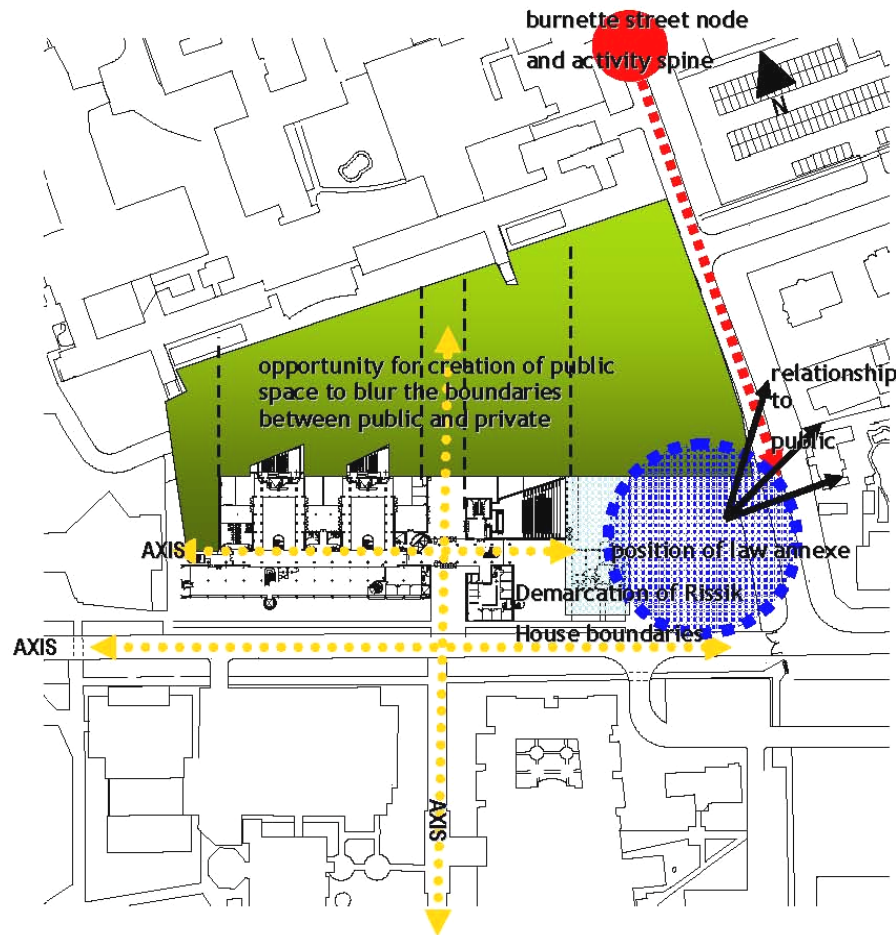 burnette street node
and activity spine
N
opportunity for creation of public
space to blur the boundaries
between public and private
relationship
to
public
AXIS
position of law annexe
Demarcation of Rissik
House boundaries
AXIS
AXIS